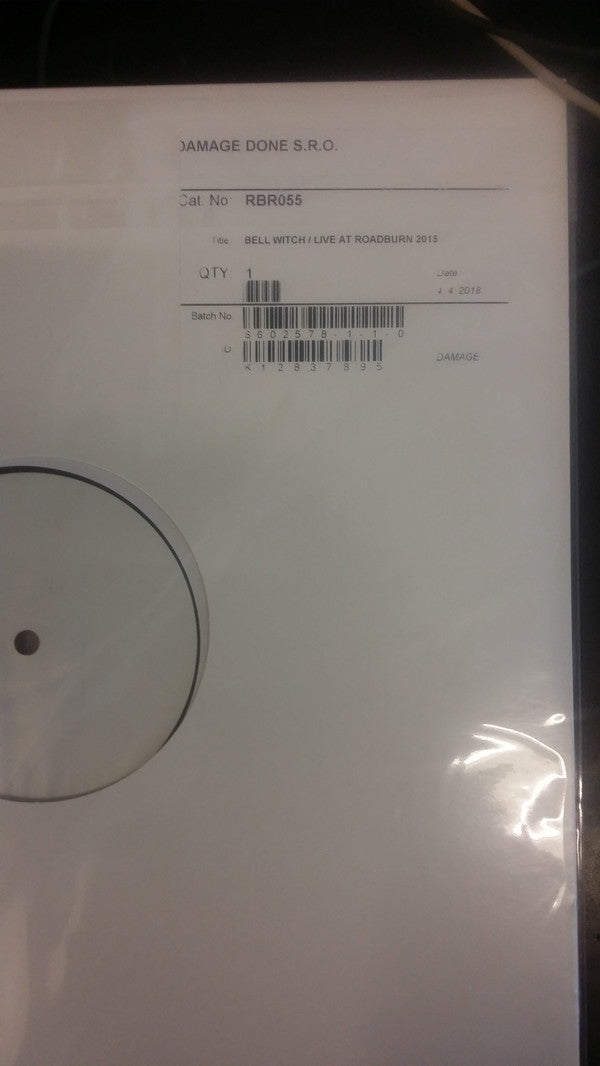 DAMAGE DONE S.R.O.
Cat. No: RBR055
Title BELL WITCH / LIVE AT ROADBURN 2015
QTY 1 Date
4. 4. 2018
Batch No. S602578-1-1-0
ID K12837895
DAMAGE